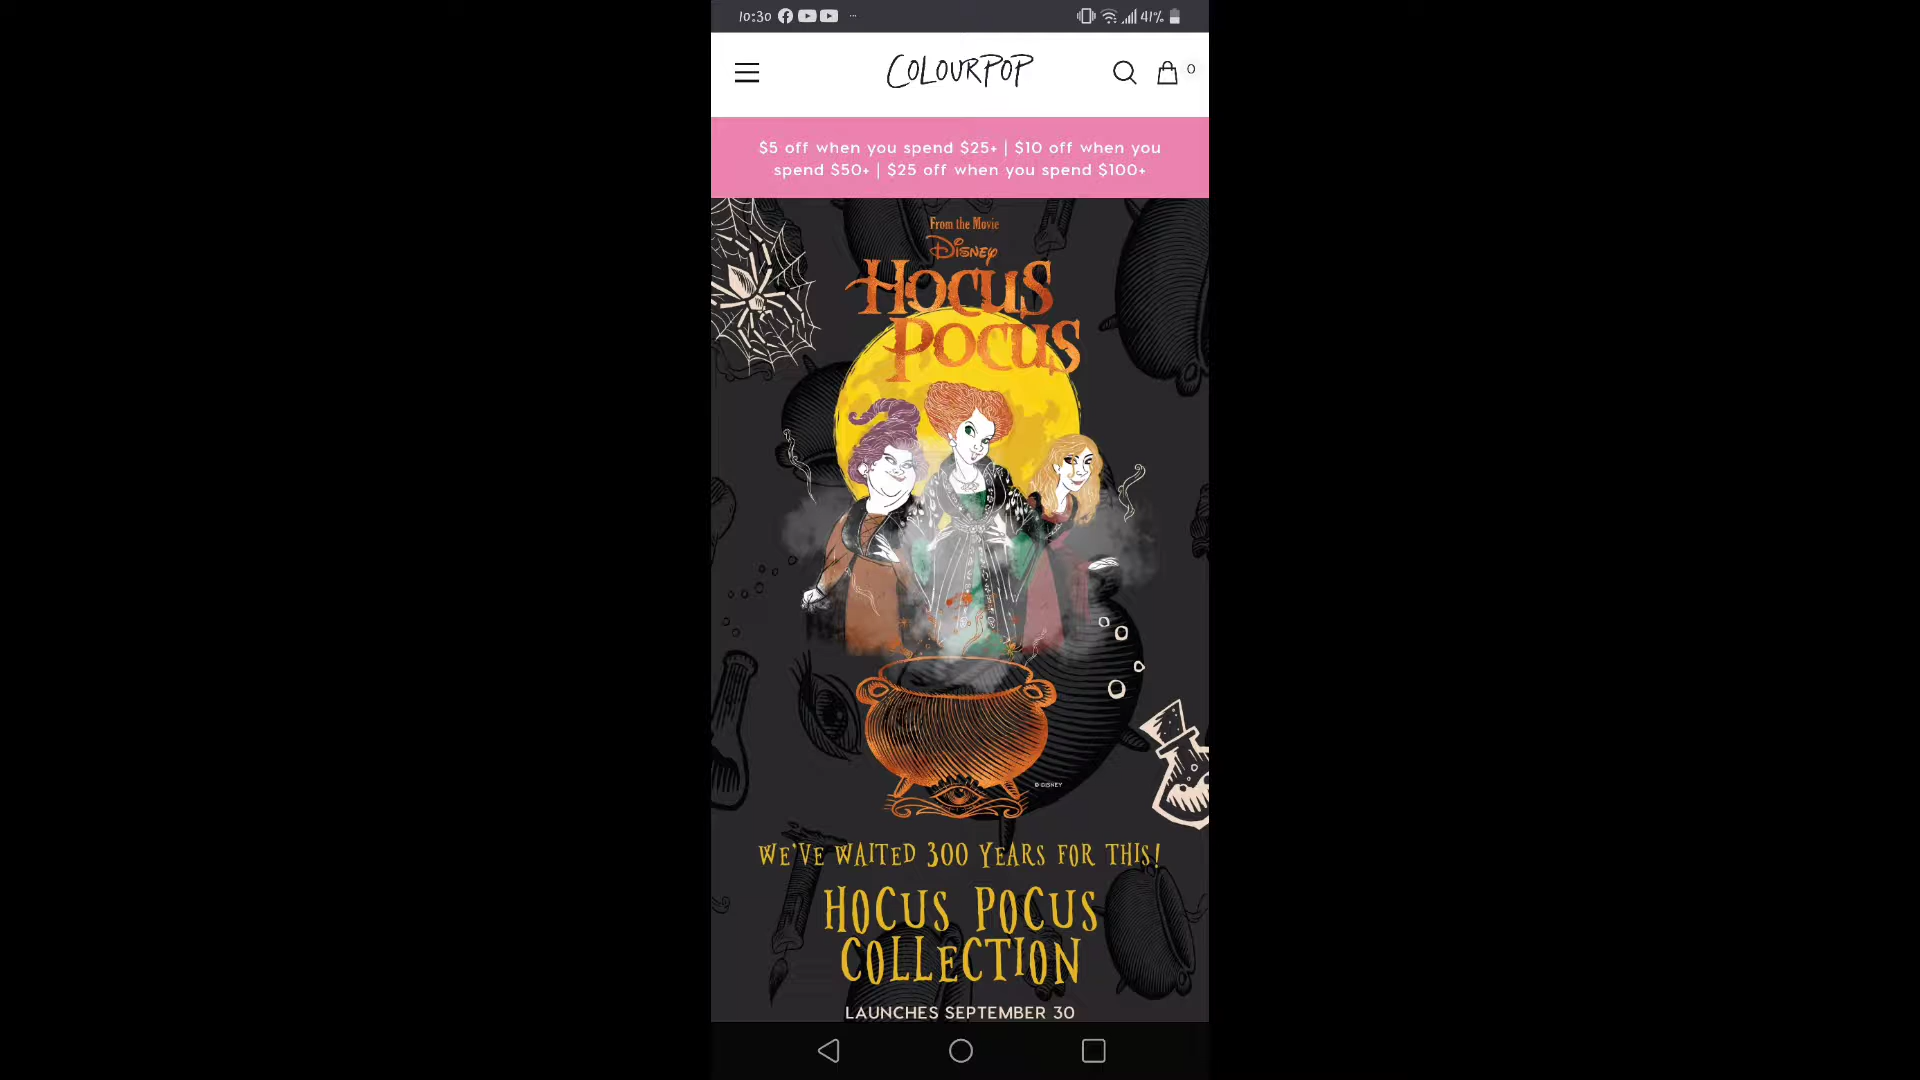 10:30
41%
COLOURPOP
0
$5 off when you spend $25+ | $10 off when you
spend $50+ | $25 off when you spend $100+
From the Movie
Disney
Hocus
Pocus
© DISNEY
WE'VE WAITED 300 YEARS FOR THIS!
HOCUS POCUS
COLLECTION
LAUNCHES SEPTEMBER 30